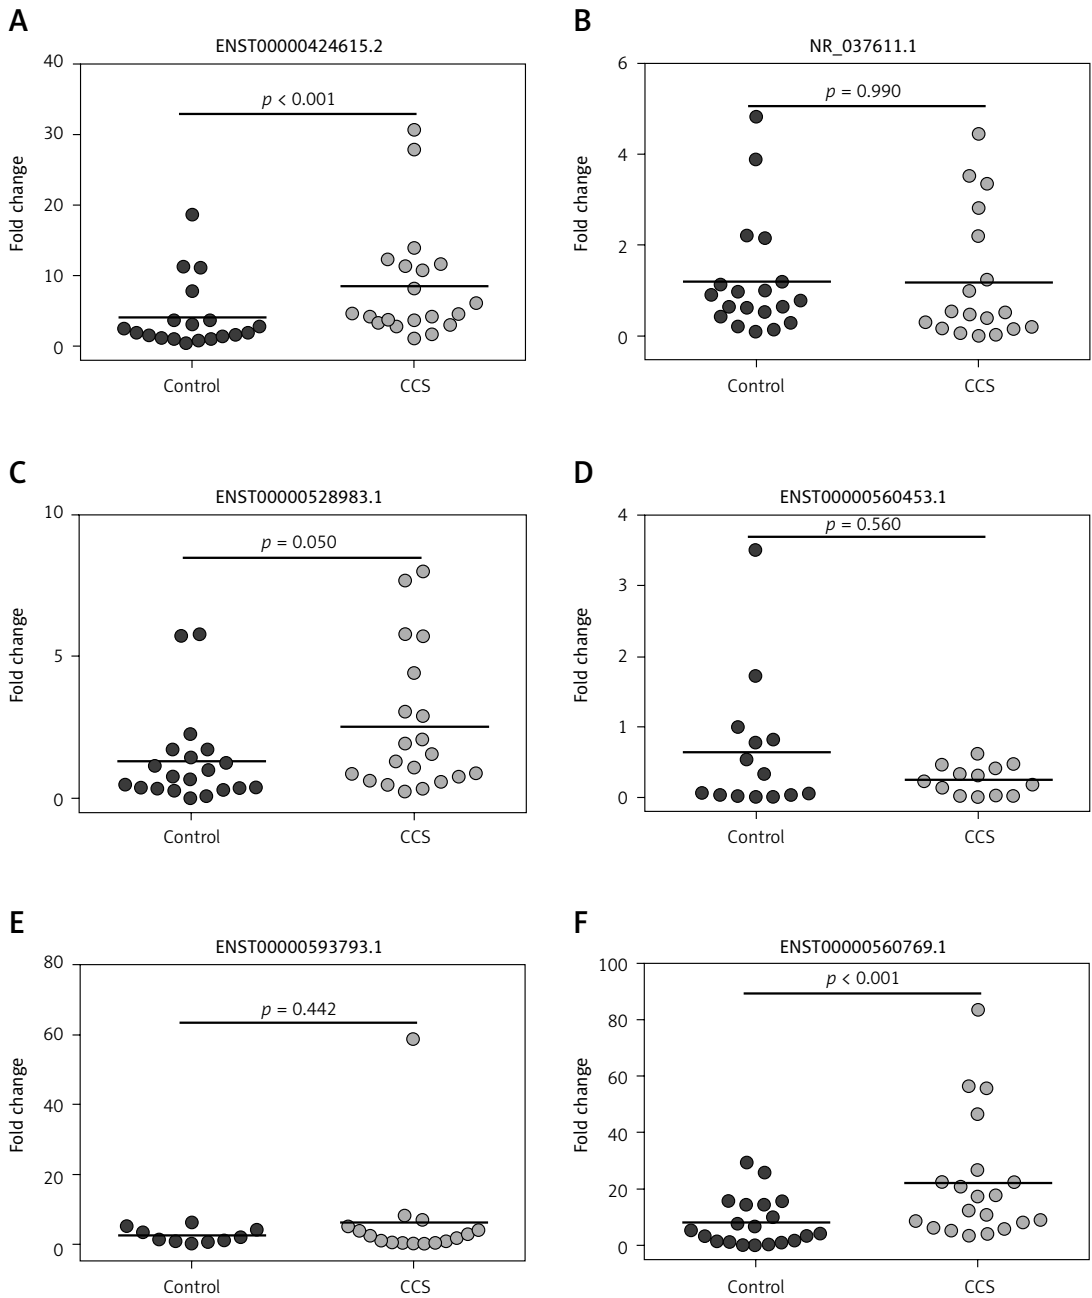 A
ENST00000424615.2
40
30
20
10
0
Fold change
p < 0.001
Control
CCS
B
NR_037611.1
6
4
2
0
Fold change
p = 0.990
Control
CCS
C
ENST00000528983.1
10
5
0
Fold change
p = 0.050
Control
CCS
D
ENST00000560453.1
4
3
2
1
0
Fold change
p = 0.560
Control
CCS
E
ENST00000593793.1
80
60
40
20
0
Fold change
p = 0.442
Control
CCS
F
ENST00000560769.1
100
80
60
40
20
0
Fold change
p < 0.001
Control
CCS